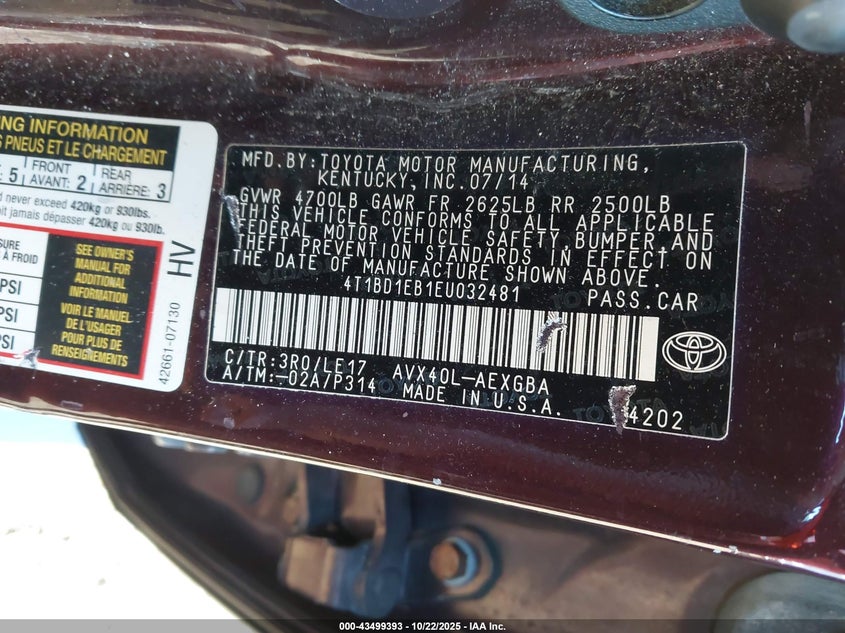 ING INFORMATION
PNEUS ET LE CHARGEMENT
5 FRONT AVANT: 2 REAR ARRIÈRE: 3
d never exceed 420kg or 930lbs.
oit jamais dépasser 420kg ou 930lb.
SURE
À FROID
PSI
PSI
PSI
SEE OWNER'S
MANUAL FOR
ADDITIONAL
INFORMATION
VOIR LE MANUEL
DE L'USAGER
POUR PLUS DE
RENSEIGNEMENTS
HV
42661-07130
MFD. BY: TOYOTA MOTOR MANUFACTURING,
KENTUCKY, INC. 07/14
GVWR 4700LB GAWR FR 2625LB RR 2500LB
THIS VEHICLE CONFORMS TO ALL APPLICABLE
FEDERAL MOTOR VEHICLE SAFETY, BUMPER, AND
THEFT PREVENTION STANDARDS IN EFFECT ON
THE DATE OF MANUFACTURE SHOWN ABOVE.
4T1BD1EB1EU032481 PASS.CAR
C/TR:3R0/LE17 AVX40L-AEXGBA
A/TM:-02A/P314 MADE IN U.S.A. 4202
000-43499393 - 10/22/2025 - IAA Inc.